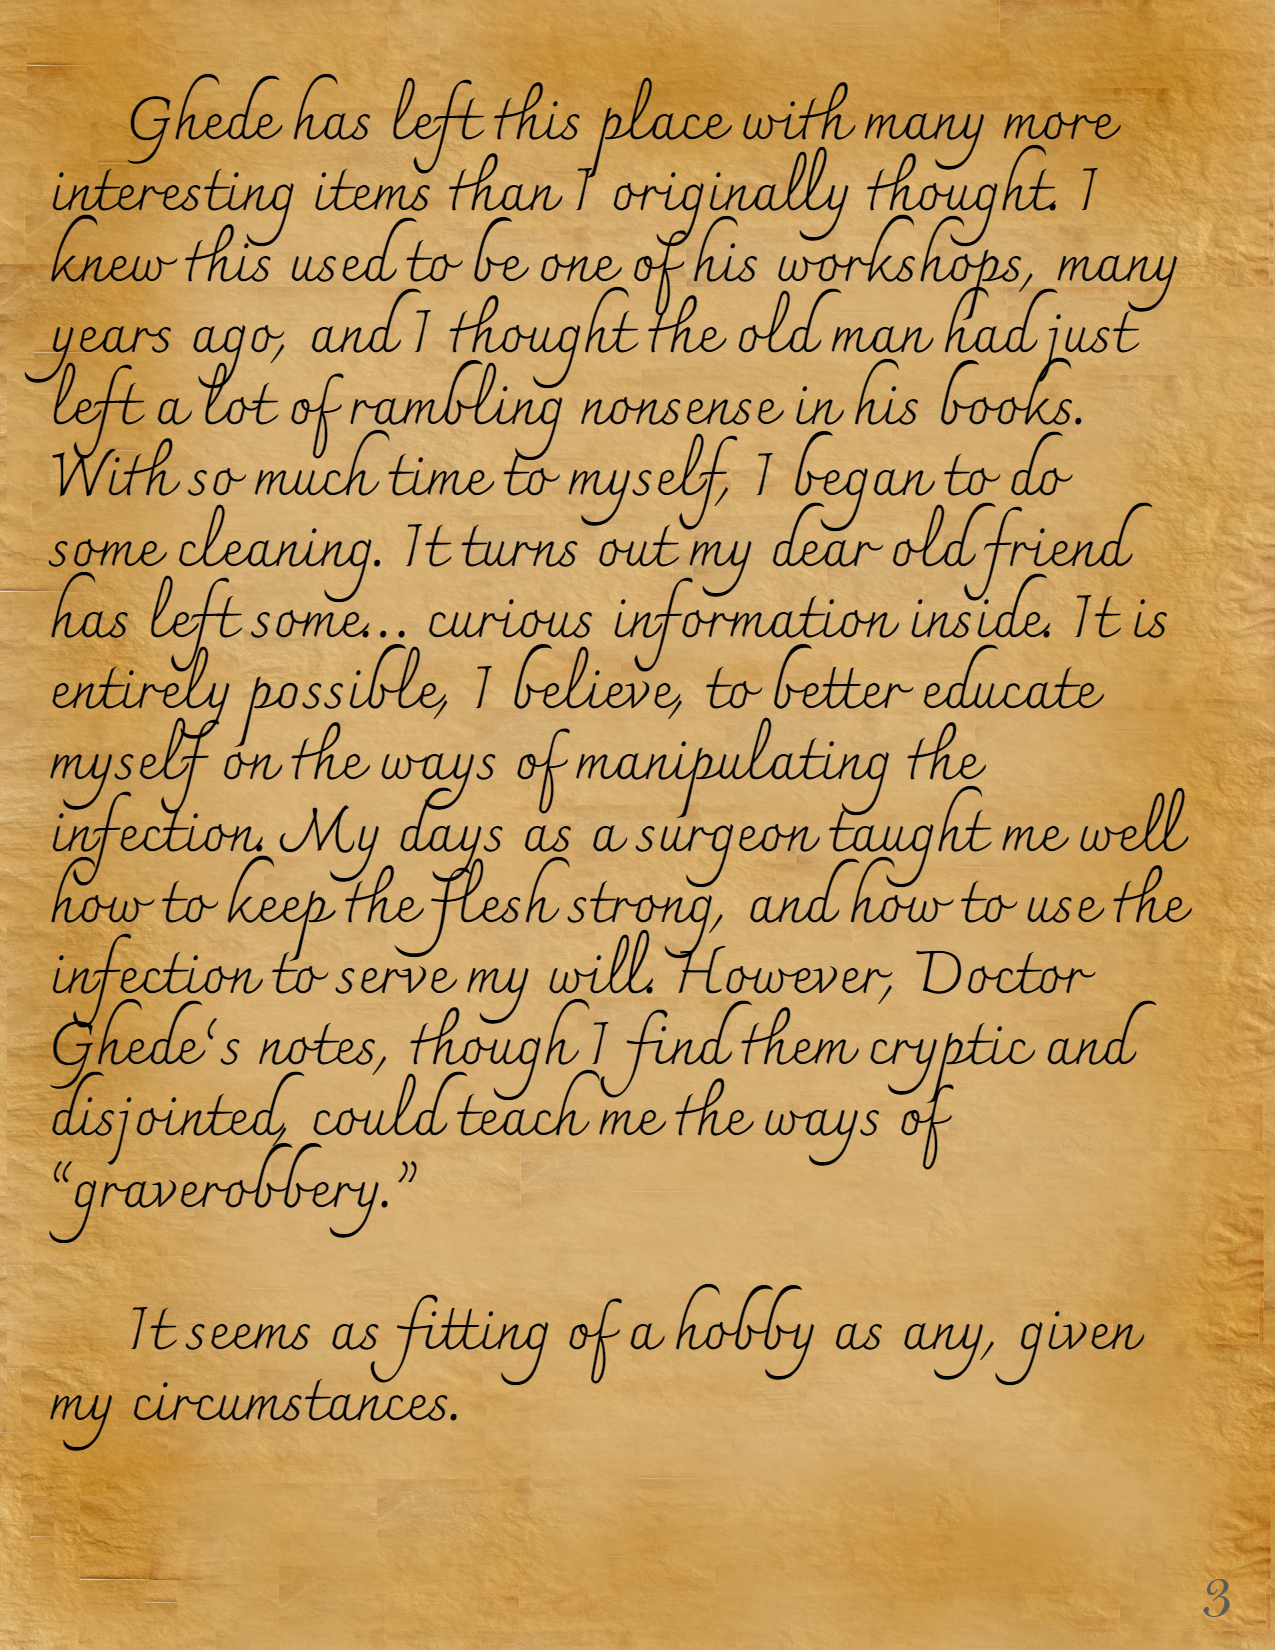 Ghede has left this place with many more
interesting items than I originally thought. I
knew this used to be one of his workshops, many
years ago, and I thought the old man had just
left a lot of rambling nonsense in his books.
With so much time to myself, I began to do
some cleaning. It turns out my dear old friend
has left some... curious information inside. It is
entirely possible, I believe, to better educate
myself on the ways of manipulating the
infection. My days as a surgeon taught me well
how to keep the flesh strong, and how to use the
infection to serve my will. However, Doctor
Ghede‘s notes, though I find them cryptic and
disjointed, could teach me the ways of
“graverobbery.”
It seems as fitting of a hobby as any, given
my circumstances.
3